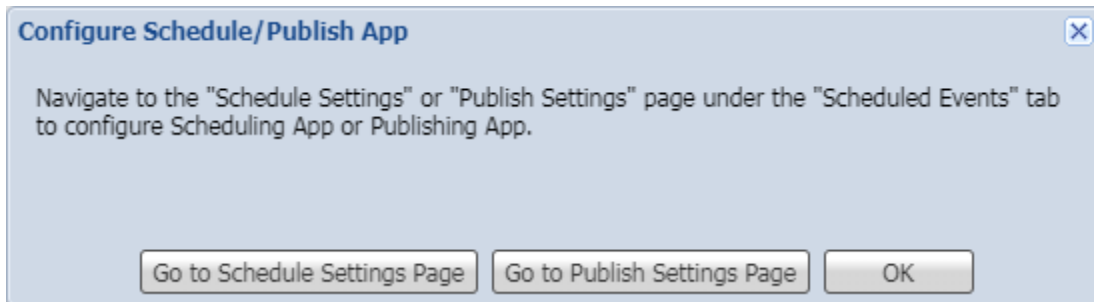 Configure Schedule/Publish App
Navigate to the "Schedule Settings" or "Publish Settings" page under the "Scheduled Events" tab
to configure Scheduling App or Publishing App.
Go to Schedule Settings Page Go to Publish Settings Page OK